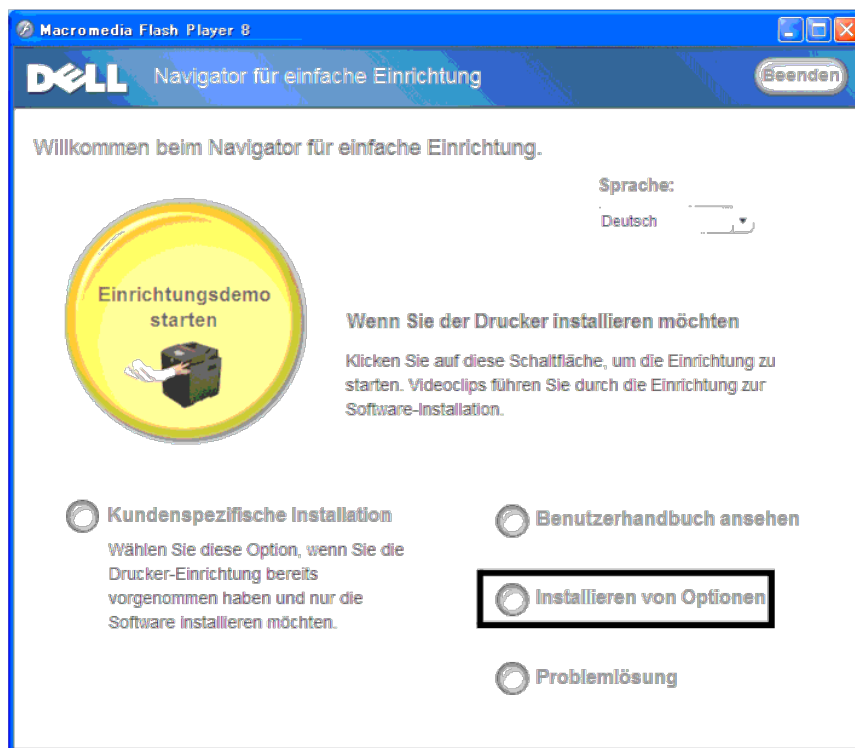 Macromedia Flash Player 8
DELL Navigator für einfache Einrichtung
Beenden
Willkommen beim Navigator für einfache Einrichtung.
Sprache:
Deutsch
Einrichtungsdemo
starten
Wenn Sie der Drucker installieren möchten
Klicken Sie auf diese Schaltfläche, um die Einrichtung zu
starten. Videoclips führen Sie durch die Einrichtung zur
Software-Installation.
Kundenspezifische Installation
Wählen Sie diese Option, wenn Sie die
Drucker-Einrichtung bereits
vorgenommen haben und nur die
Software installieren möchten.
Benutzerhandbuch ansehen
Installieren von Optionen
Problemlösung